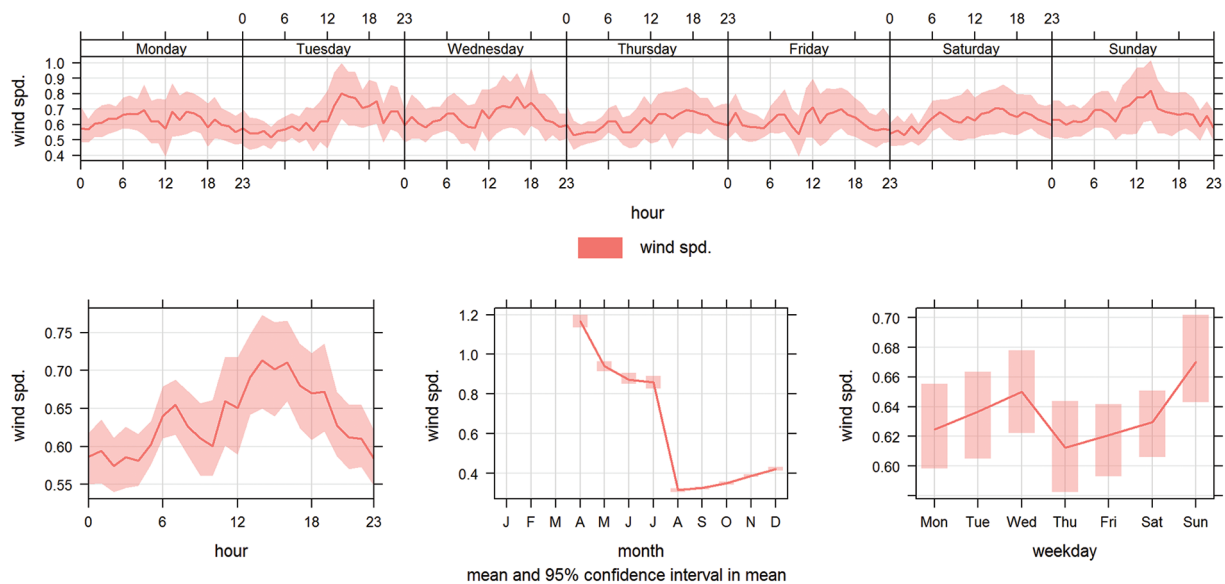 0 12 18 23 0 12 18 23 0 12 18 23
Monday Tuesday Wednesday Thursday Friday Saturday Sunday
wind spd.
1.0
0.9
0.8
0.7
0.6
0.5
0.4
0 6 12 18 23 0 6 12 18 23 0 6 12 18 23 0 6 12 18 23
hour
wind spd.
wind spd.
0.75
0.70
0.65
0.60
0.55
0 6 12 18 23
hour
wind spd.
1.2
1.0
0.8
0.6
0.4
J F M A M J J A S O N D
month
wind spd.
0.70
0.68
0.66
0.64
0.62
0.60
Mon Tue Wed Thu Fri Sat Sun
weekday
mean and 95% confidence interval in mean